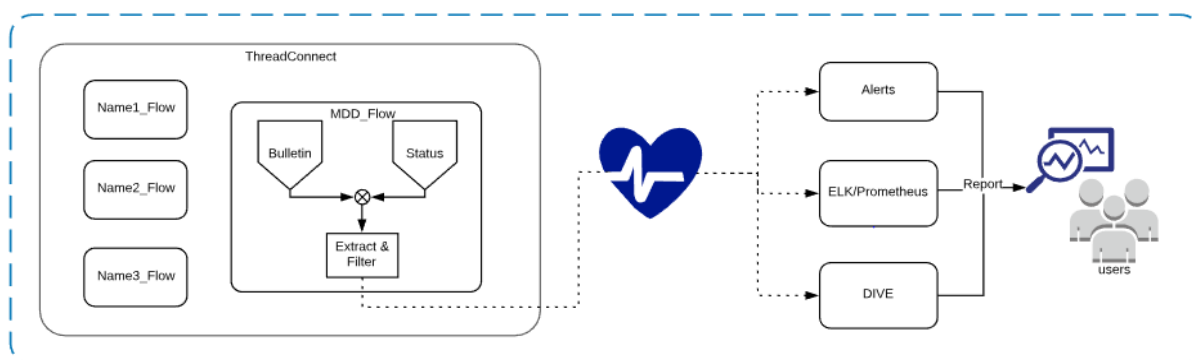 ThreadConnect
Name1_Flow
Name2_Flow
Name3_Flow
MDD_Flow
Bulletin
Status
Extract &
Filter
Alerts
ELK/Prometheus
DIVE
Report
users